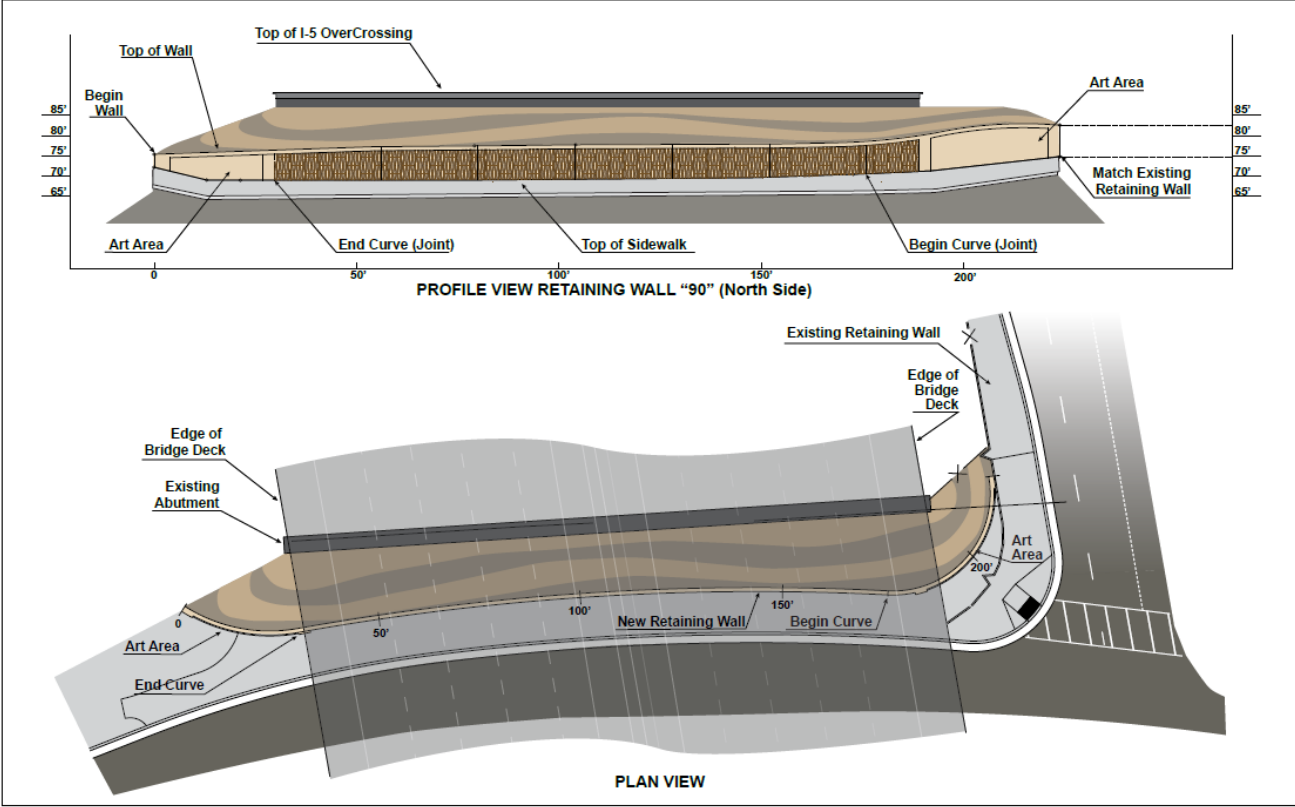 Top of I-5 OverCrossing
Top of Wall
Begin
Wall
Art Area
85'
80'
75'
70'
65'
85'
80'
75'
70'
65'
Match Existing
Retaining Wall
Art Area
End Curve (Joint)
Top of Sidewalk
Begin Curve (Joint)
0
50'
100'
150'
200'
PROFILE VIEW RETAINING WALL “90” (North Side)
Existing Retaining Wall
Edge of
Bridge
Deck
Edge of
Bridge Deck
Existing
Abutment
Art
Area
200'
0
50'
100'
150'
New Retaining Wall
Begin Curve
Art Area
End Curve
PLAN VIEW